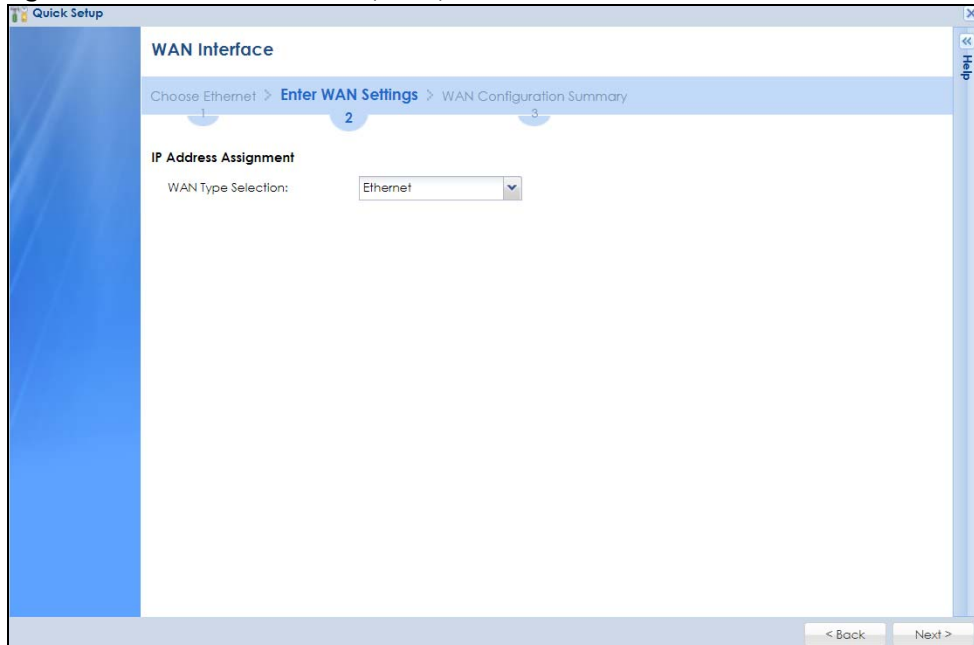 Quick Setup
Help
WAN Interface
Choose Ethernet > Enter WAN Settings > WAN Configuration Summary
1 2 3
IP Address Assignment
WAN Type Selection: Ethernet
< Back Next >